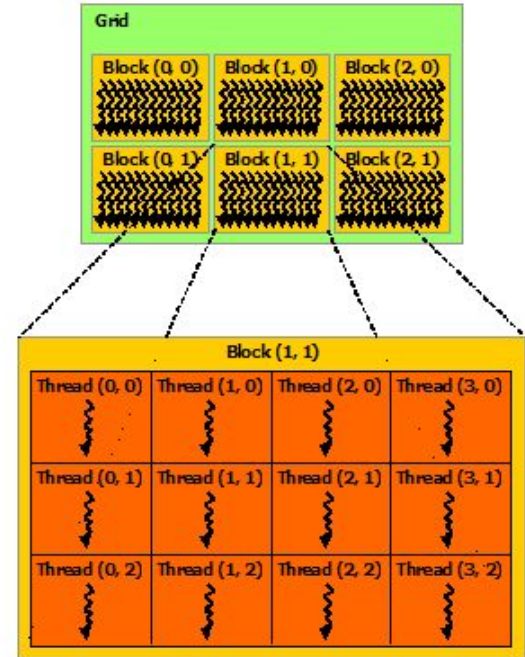 Grid
Block (0, 0) Block (1, 0) Block (2, 0)
Block (0, 1) Block (1, 1) Block (2, 1)
Block (1, 1)
Thread (0, 0) Thread (1, 0) Thread (2, 0) Thread (3, 0)
Thread (0, 1) Thread (1, 1) Thread (2, 1) Thread (3, 1)
Thread (0, 2) Thread (1, 2) Thread (2, 2) Thread (3, 2)